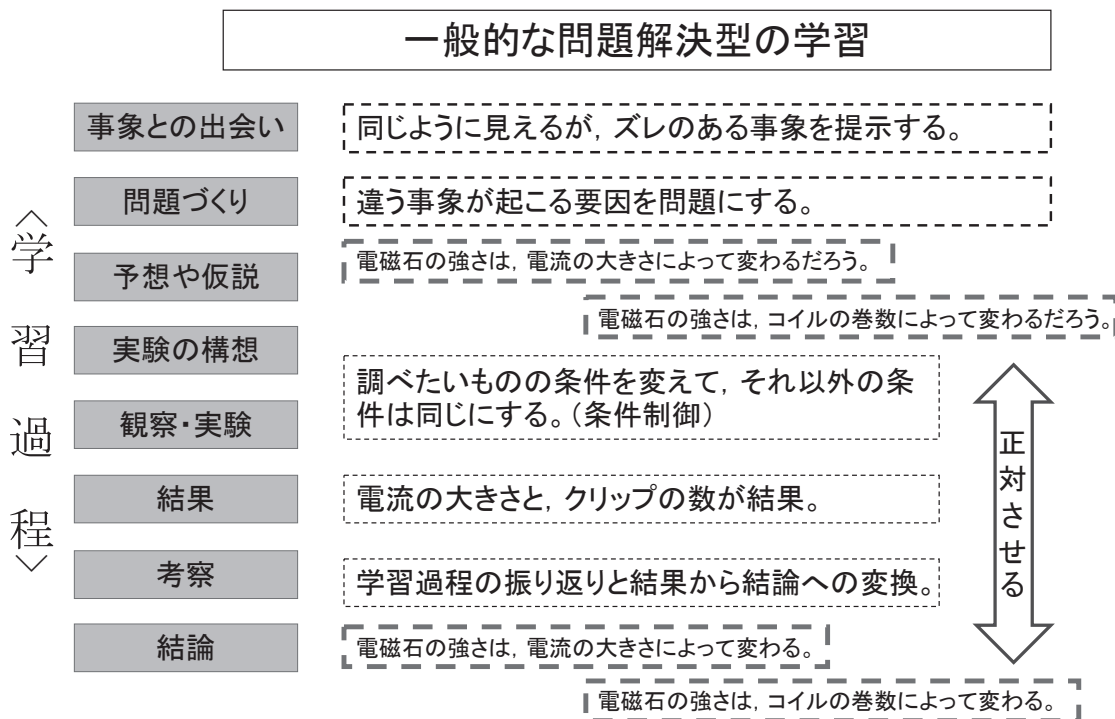 一般的な問題解決型の学習
〈学習過程〉
事象との出会い
同じように見えるが，ズレのある事象を提示する。
問題づくり
違う事象が起こる要因を問題にする。
予想や仮説
電磁石の強さは，電流の大きさによって変わるだろう。
電磁石の強さは，コイルの巻数によって変わるだろう。
実験の構想
観察・実験
調べたいものの条件を変えて，それ以外の条
件は同じにする。（条件制御）
結果
電流の大きさと，クリップの数が結果。
考察
学習過程の振り返りと結果から結論への変換。
結論
電磁石の強さは，電流の大きさによって変わる。
電磁石の強さは，コイルの巻数によって変わる。
正対させる